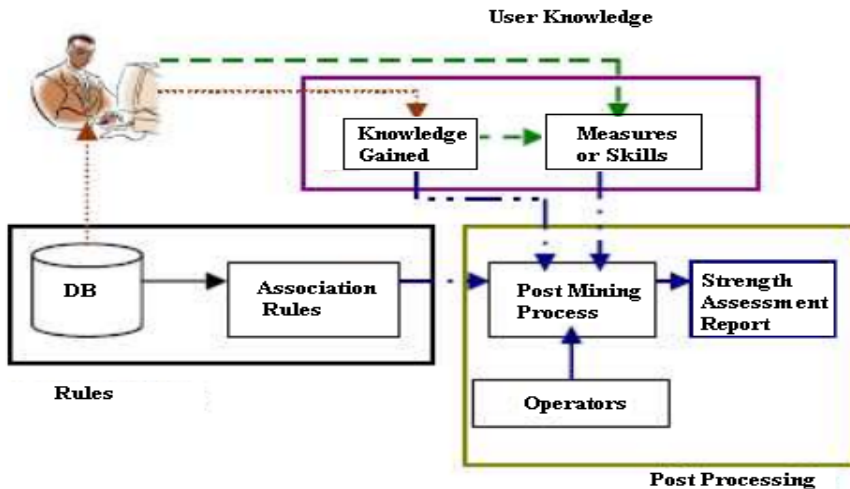 User Knowledge
Knowledge
Gained
Measures
or Skills
DB
Association
Rules
Post Mining
Process
Strength
Assessment
Report
Operators
Rules
Post Processing